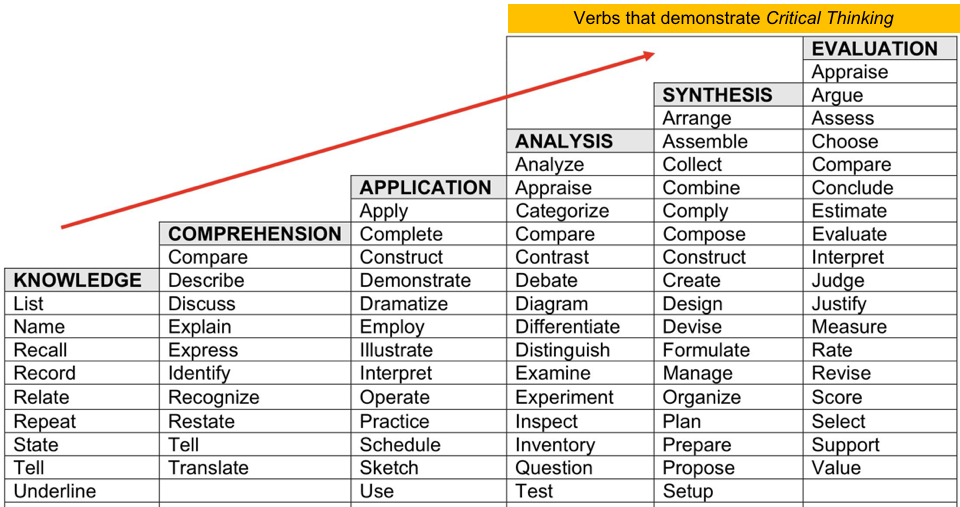 Verbs that demonstrate Critical Thinking
EVALUATION
Appraise
SYNTHESIS Argue
Arrange Assess
ANALYSIS Assemble Choose
Analyze Collect Compare
APPLICATION Appraise Combine Conclude
Apply Categorize Comply Estimate
COMPREHENSION Complete Compare Compose Evaluate
Compare Construct Contrast Construct Interpret
KNOWLEDGE Describe Demonstrate Debate Create Judge
List Discuss Dramatize Diagram Design Justify
Name Explain Employ Differentiate Devise Measure
Recall Express Illustrate Distinguish Formulate Rate
Record Identify Interpret Examine Manage Revise
Relate Recognize Operate Experiment Organize Score
Repeat Restate Practice Inspect Plan Select
State Tell Schedule Inventory Prepare Support
Tell Translate Sketch Question Propose Value
Underline Use Test Setup